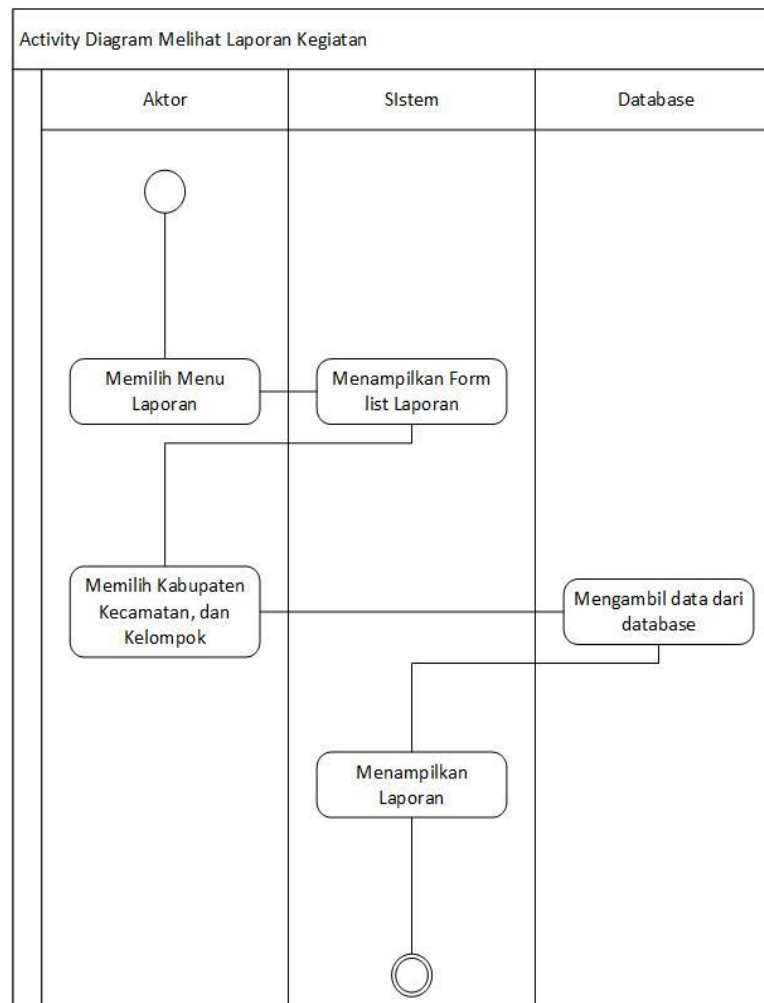 Activity Diagram Melihat Laporan Kegiatan
Aktor
SIstem
Database
Memilih Menu
Laporan
Menampilkan Form
list Laporan
Memilih Kabupaten
Kecamatan, dan
Kelompok
Mengambil data dari
database
Menampilkan
Laporan